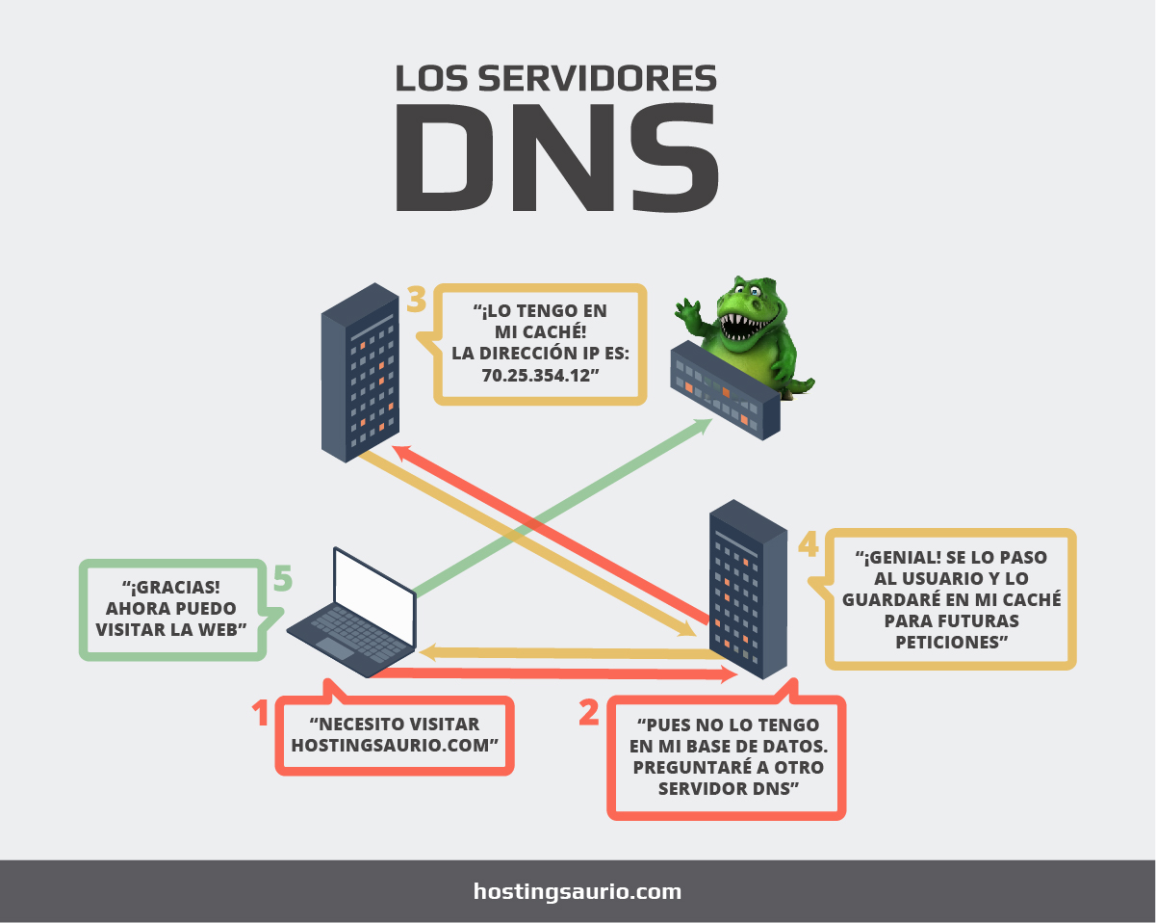 LOS SERVIDORES
DNS
3
“¡LO TENGO EN
MI CACHÉ!
LA DIRECCIÓN IP ES:
70.25.354.12”
4
“¡GENIAL! SE LO PASO
AL USUARIO Y LO
GUARDARÉ EN MI CACHÉ
PARA FUTURAS
PETICIONES”
5
“¡GRACIAS!
AHORA PUEDO
VISITAR LA WEB”
1
“NECESITO VISITAR
HOSTINGSAURIO.COM”
2
“PUES NO LO TENGO
EN MI BASE DE DATOS.
PREGUNTARÉ A OTRO
SERVIDOR DNS”
hostingsaurio.com